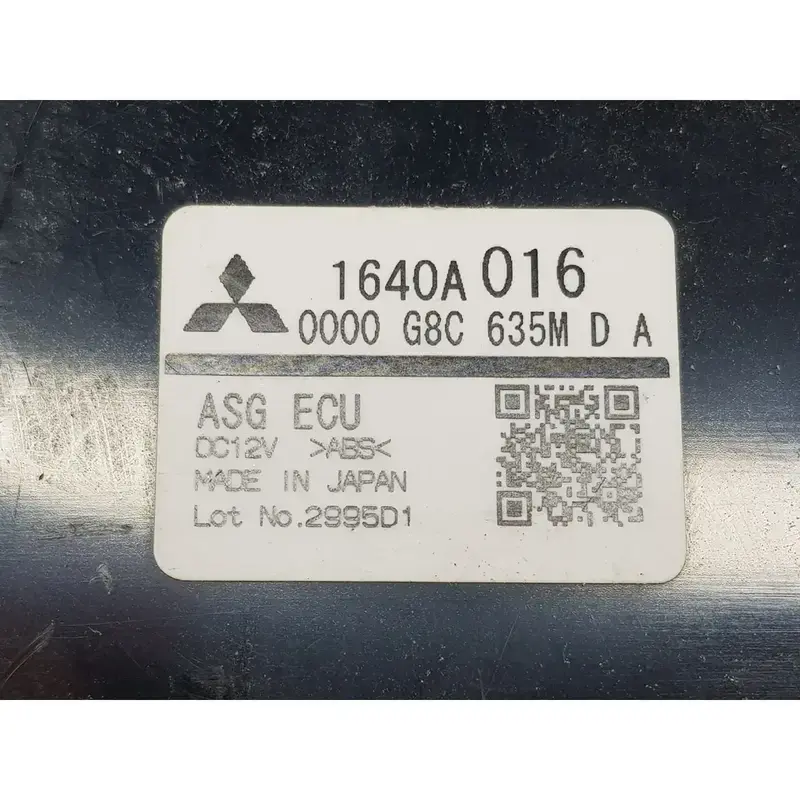 1640A 016
0000 G8C 635M D A
ASG ECU
DC12V >ABS<
MADE IN JAPAN
Lot No.2995D1